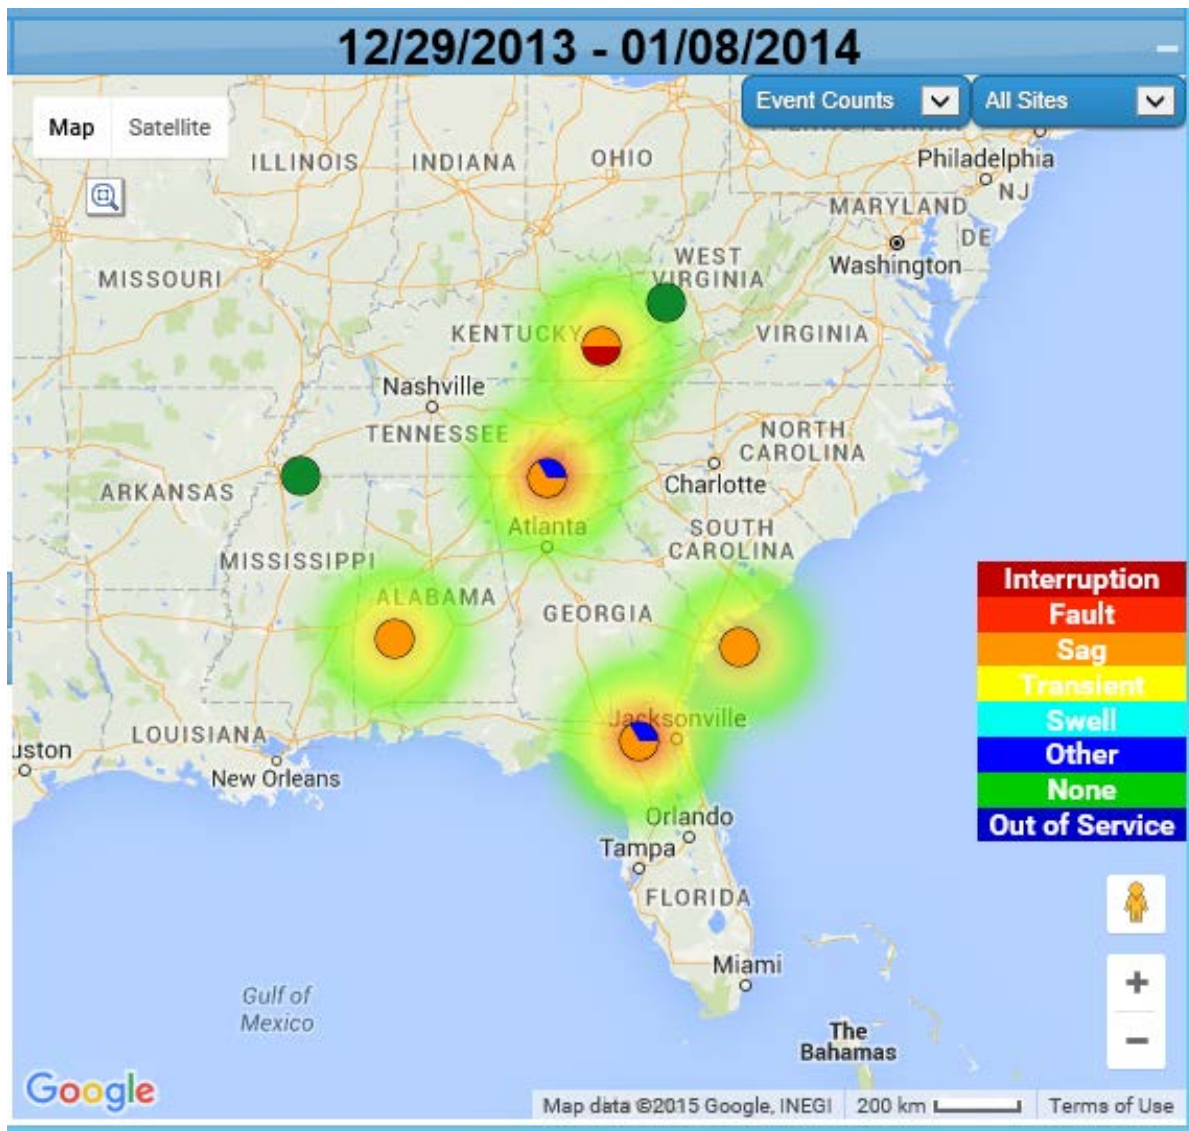 12/29/2013 - 01/08/2014
Event Counts
All Sites
Map
Satellite
ILLINOIS
INDIANA
OHIO
Philadelphia
NJ
MARYLAND
DE
WEST
VIRGINIA
Washington
MISSOURI
KENTUCKY
VIRGINIA
Nashville
TENNESSEE
NORTH
CAROLINA
ARKANSAS
Charlotte
Atlanta
SOUTH
CAROLINA
MISSISSIPPI
ALABAMA
GEORGIA
Interruption
Fault
Sag
Transient
Swell
Other
None
Out of Service
Jacksonville
LOUISIANA
uston
New Orleans
Orlando
Tampa
FLORIDA
Miami
Gulf of
Mexico
The
Bahamas
+
−
Google
Map data ©2015 Google, INEGI
200 km
Terms of Use